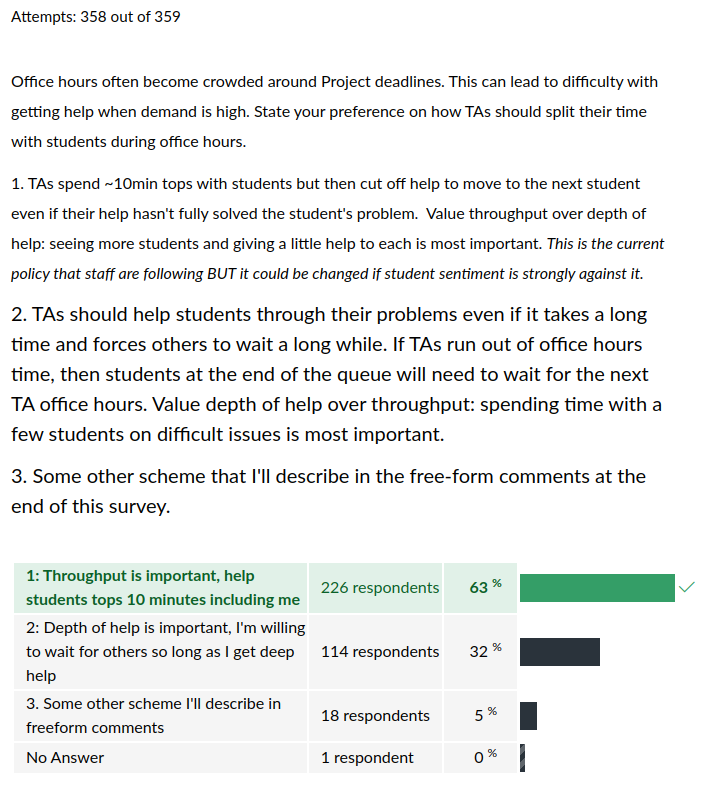 Attempts: 358 out of 359
Office hours often become crowded around Project deadlines. This can lead to difficulty with
getting help when demand is high. State your preference on how TAs should split their time
with students during office hours.
1. TAs spend ~10min tops with students but then cut off help to move to the next student
even if their help hasn't fully solved the student's problem.  Value throughput over depth of
help: seeing more students and giving a little help to each is most important. This is the current
policy that staff are following BUT it could be changed if student sentiment is strongly against it.
2. TAs should help students through their problems even if it takes a long
time and forces others to wait a long while. If TAs run out of office hours
time, then students at the end of the queue will need to wait for the next
TA office hours. Value depth of help over throughput: spending time with a
few students on difficult issues is most important.
3. Some other scheme that I'll describe in the free-form comments at the
end of this survey.
1: Throughput is important, help
students tops 10 minutes including me
226 respondents
63 %
2: Depth of help is important, I'm willing
to wait for others so long as I get deep
help
114 respondents
32 %
3. Some other scheme I'll describe in
freeform comments
18 respondents
5 %
No Answer
1 respondent
0 %